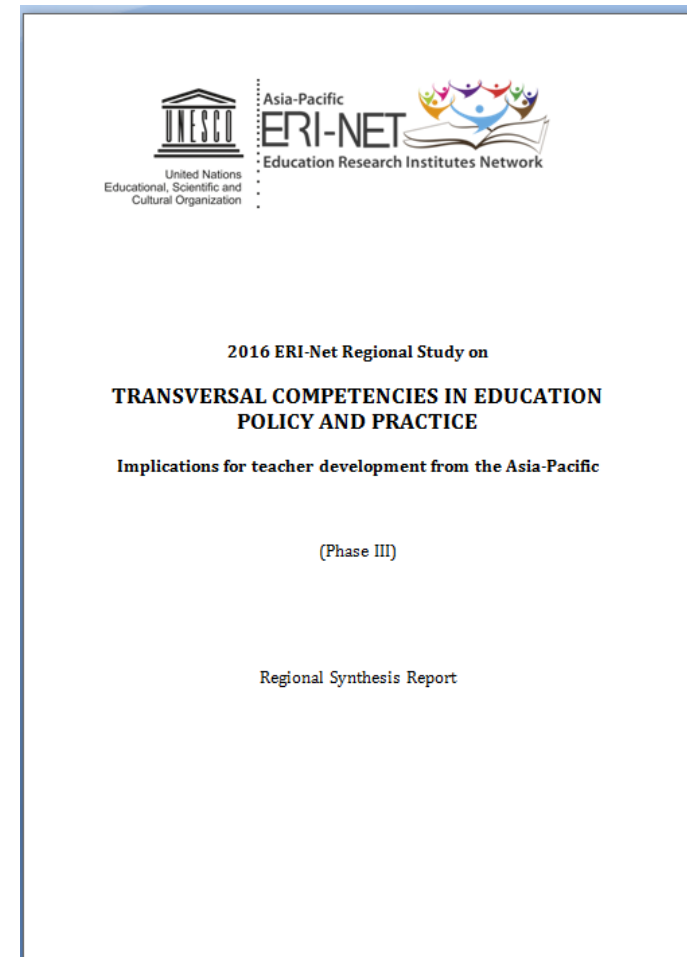 UNESCO
United Nations
Educational, Scientific and
Cultural Organization
Asia-Pacific
ERI-NET
Education Research Institutes Network
2016 ERI-Net Regional Study on
TRANSVERSAL COMPETENCIES IN EDUCATION
POLICY AND PRACTICE
Implications for teacher development from the Asia-Pacific
(Phase III)
Regional Synthesis Report